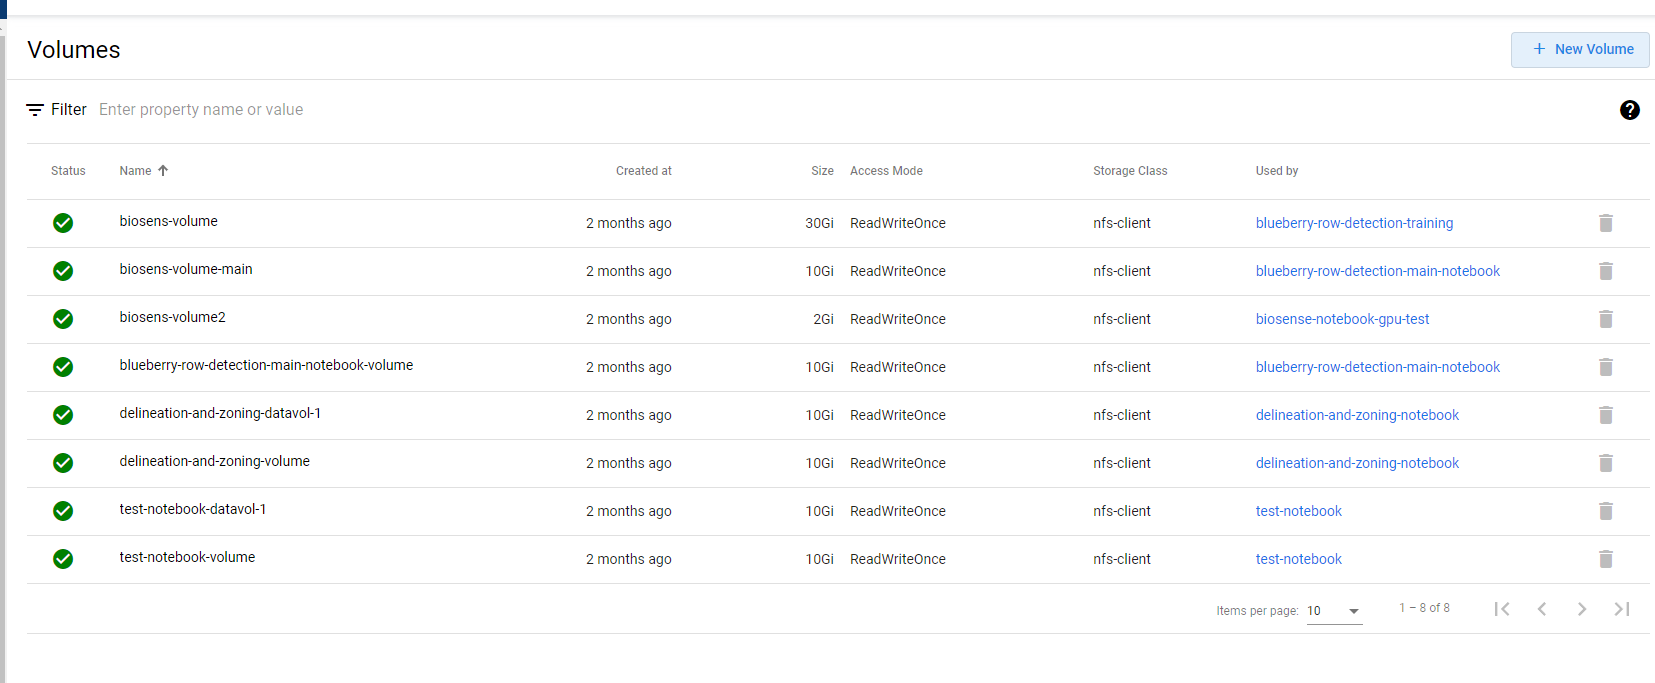 Volumes
New Volume
Filter Enter property name or value
Status Name Created at Size Access Mode Storage Class Used by
biosens-volume 2 months ago 30Gi ReadWriteOnce nfs-client blueberry-row-detection-training
biosens-volume-main 2 months ago 10Gi ReadWriteOnce nfs-client blueberry-row-detection-main-notebook
biosens-volume2 2 months ago 2Gi ReadWriteOnce nfs-client biosense-notebook-gpu-test
blueberry-row-detection-main-notebook-volume 2 months ago 10Gi ReadWriteOnce nfs-client blueberry-row-detection-main-notebook
delineation-and-zoning-datavol-1 2 months ago 10Gi ReadWriteOnce nfs-client delineation-and-zoning-notebook
delineation-and-zoning-volume 2 months ago 10Gi ReadWriteOnce nfs-client delineation-and-zoning-notebook
test-notebook-datavol-1 2 months ago 10Gi ReadWriteOnce nfs-client test-notebook
test-notebook-volume 2 months ago 10Gi ReadWriteOnce nfs-client test-notebook
Items per page: 10 1 – 8 of 8